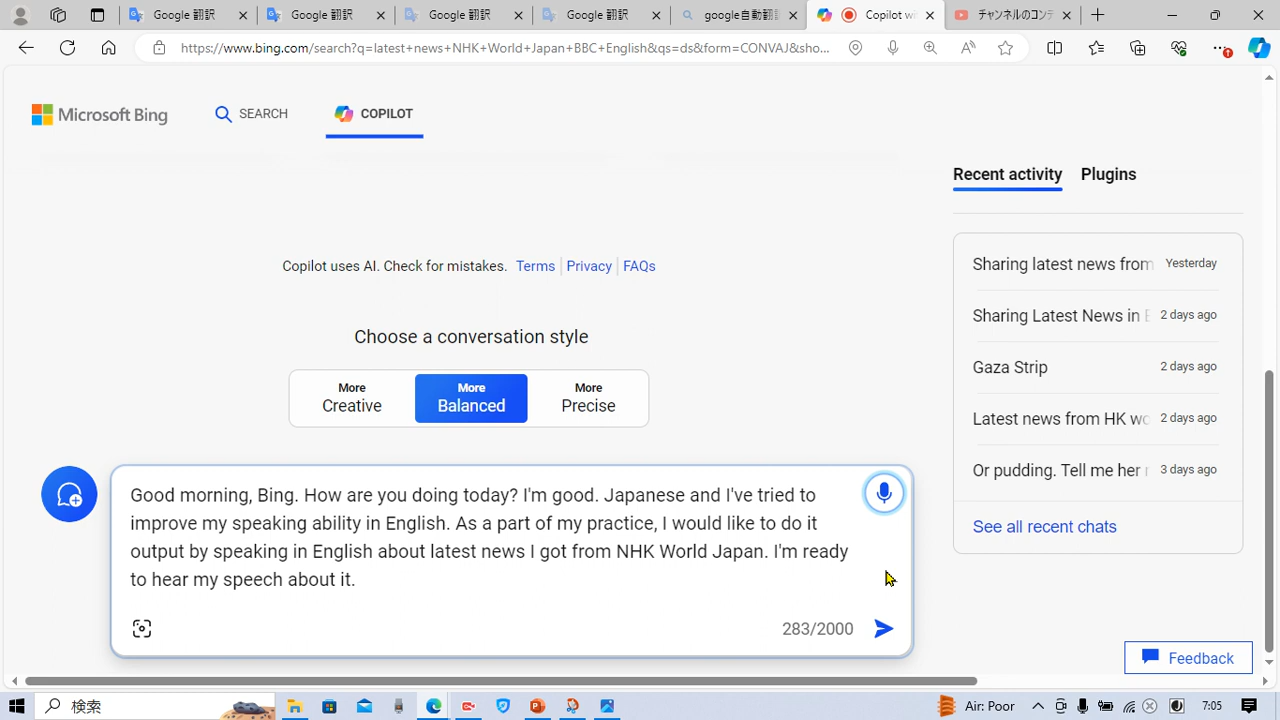 Google 翻訳
Google 翻訳
Google 翻訳
Google 翻訳
google自動翻
Copilot wi
チャンネルのコンテ
https://www.bing.com/search?q=latest+news+NHK+World+Japan+BBC+English&qs=ds&form=CONVAJ&sho...
Microsoft Bing
SEARCH
COPILOT
Recent activity
Plugins
Copilot uses AI. Check for mistakes. Terms Privacy FAQs
Choose a conversation style
More
Creative
More
Balanced
More
Precise
Sharing latest news from Yesterday
Sharing Latest News in E 2 days ago
Gaza Strip 2 days ago
Latest news from HK wo 2 days ago
Or pudding. Tell me her r 3 days ago
See all recent chats
Good morning, Bing. How are you doing today? I'm good. Japanese and I've tried to
improve my speaking ability in English. As a part of my practice, I would like to do it
output by speaking in English about latest news I got from NHK World Japan. I'm ready
to hear my speech about it.
283/2000
Feedback
検索
Air: Poor
7:05